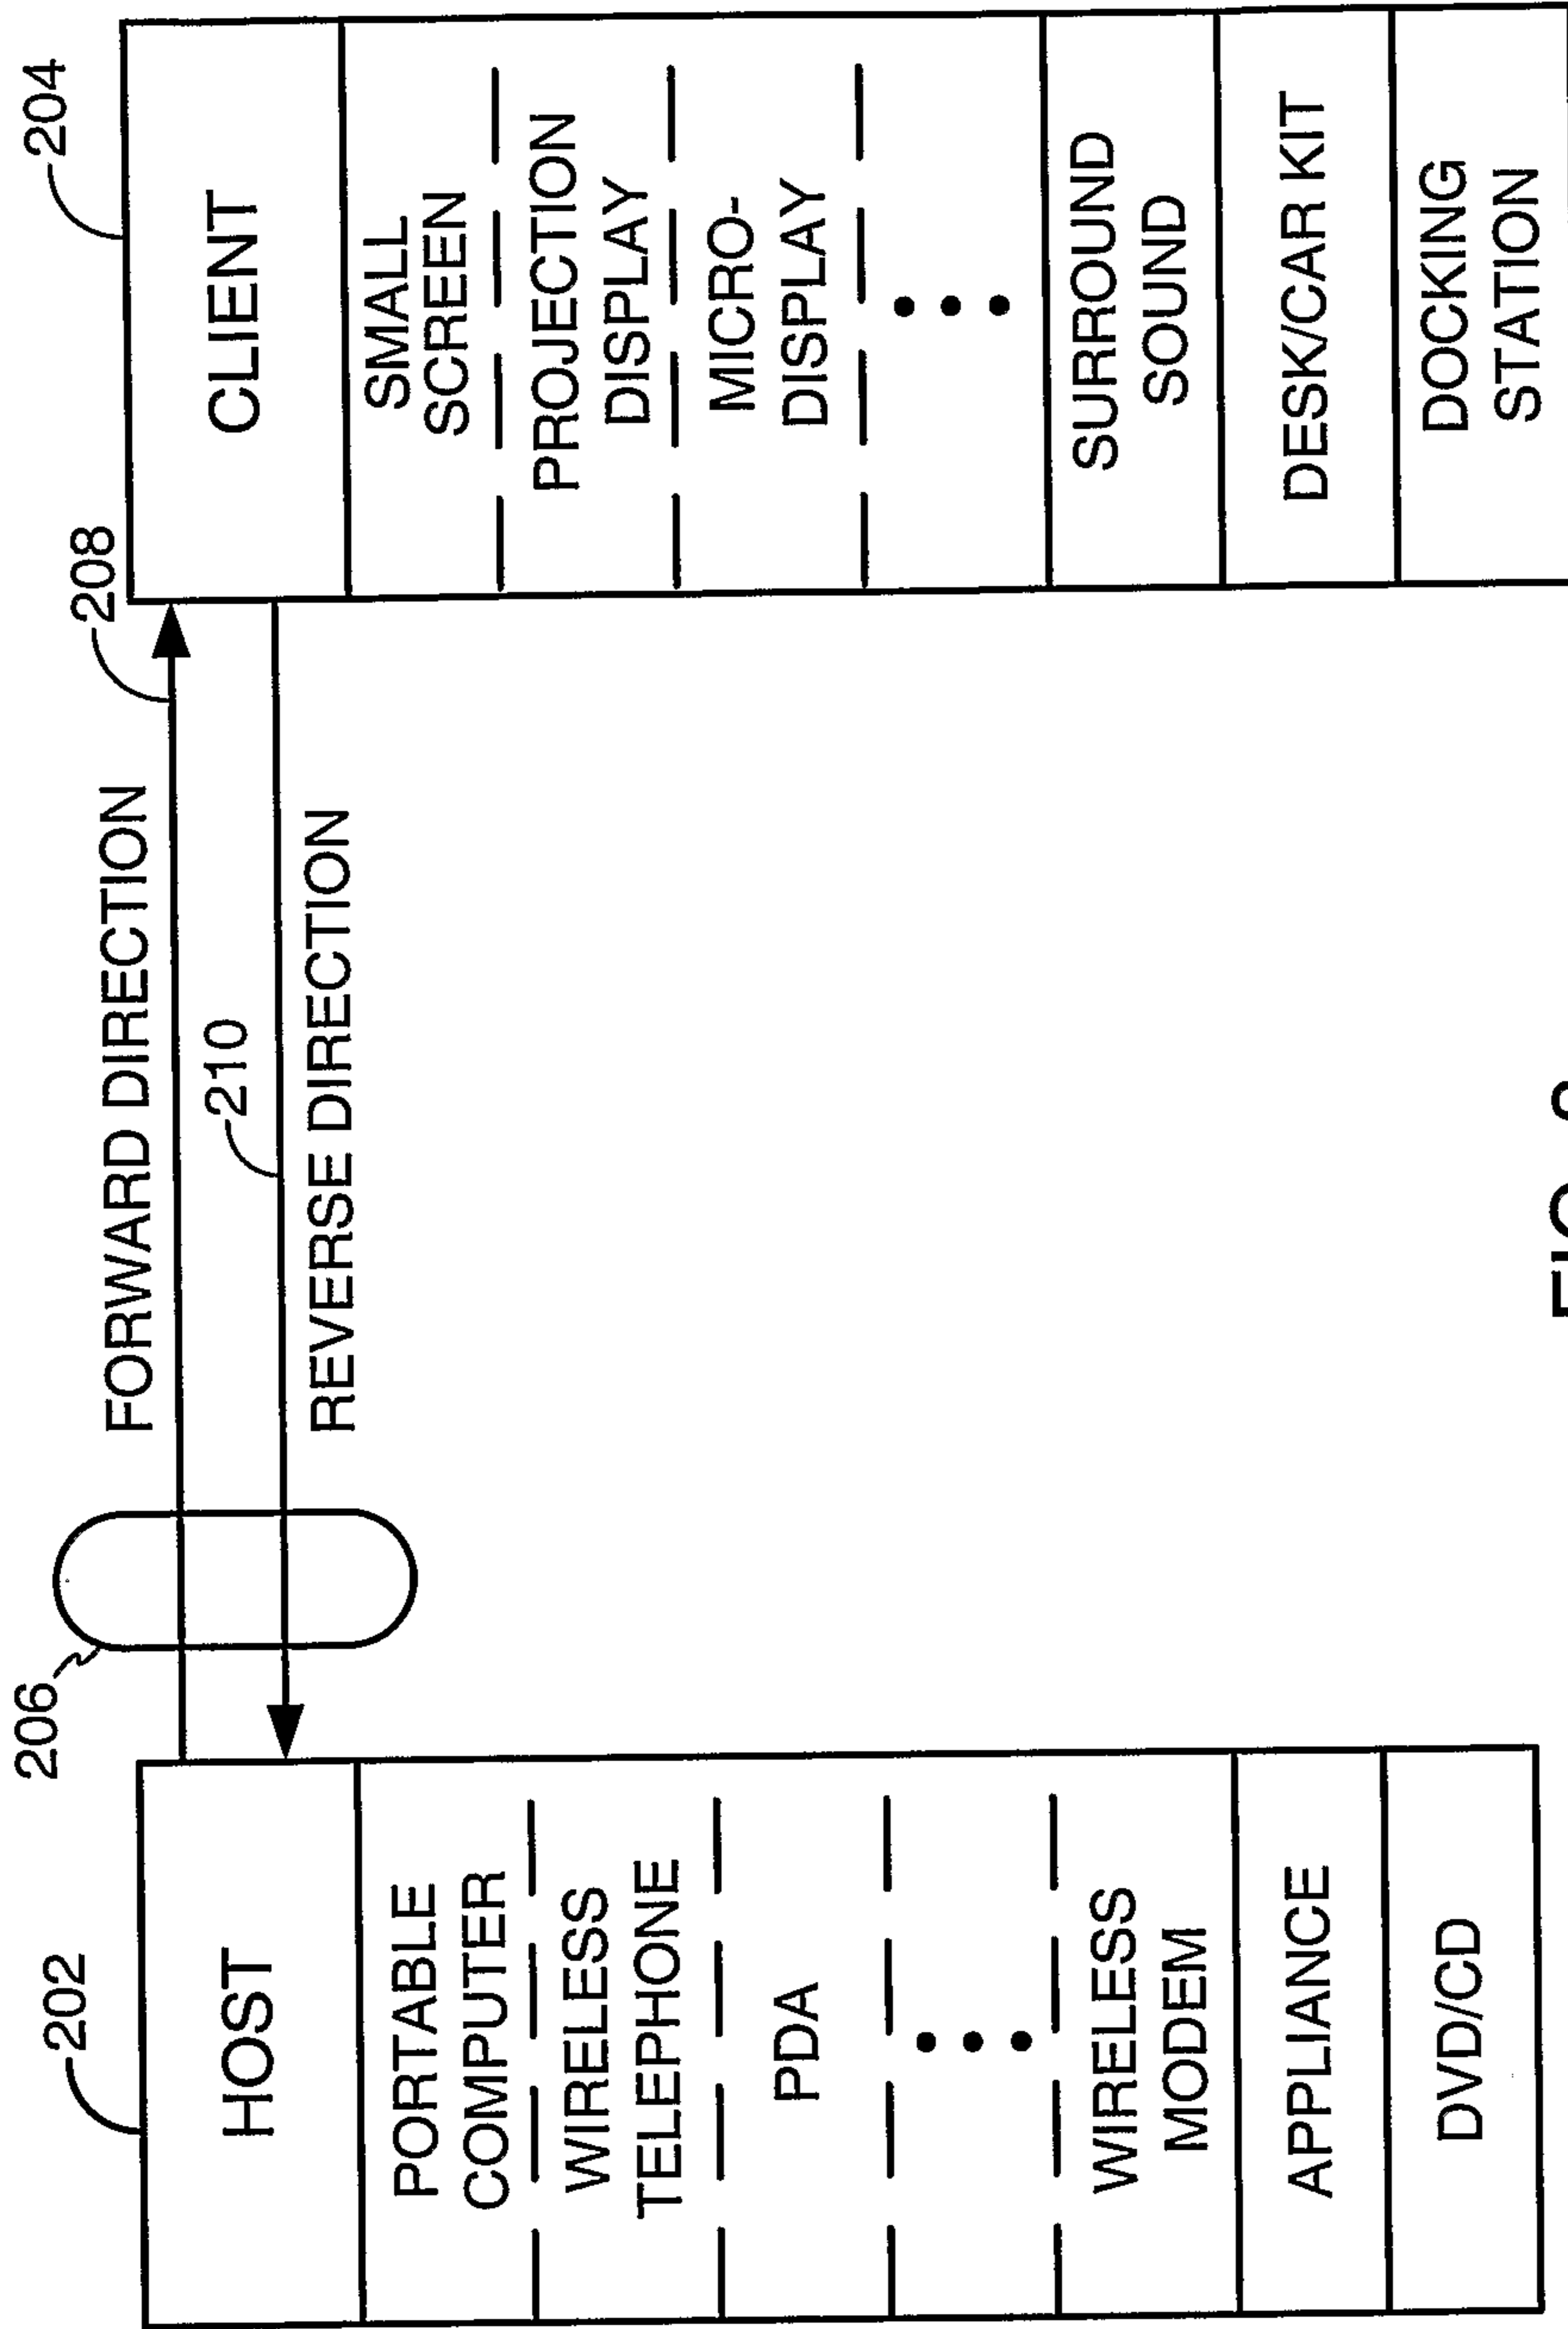 202
HOST
PORTABLE
COMPUTER
WIRELESS
TELEPHONE
PDA
WIRELESS
MODEM
APPLIANCE
DVD/CD
206
FORWARD DIRECTION
208
210
REVERSE DIRECTION
204
CLIENT
SMALL
SCREEN
PROJECTION
DISPLAY
MICRO-
DISPLAY
SURROUND
SOUND
DESK/CAR KIT
DOCKING
STATION